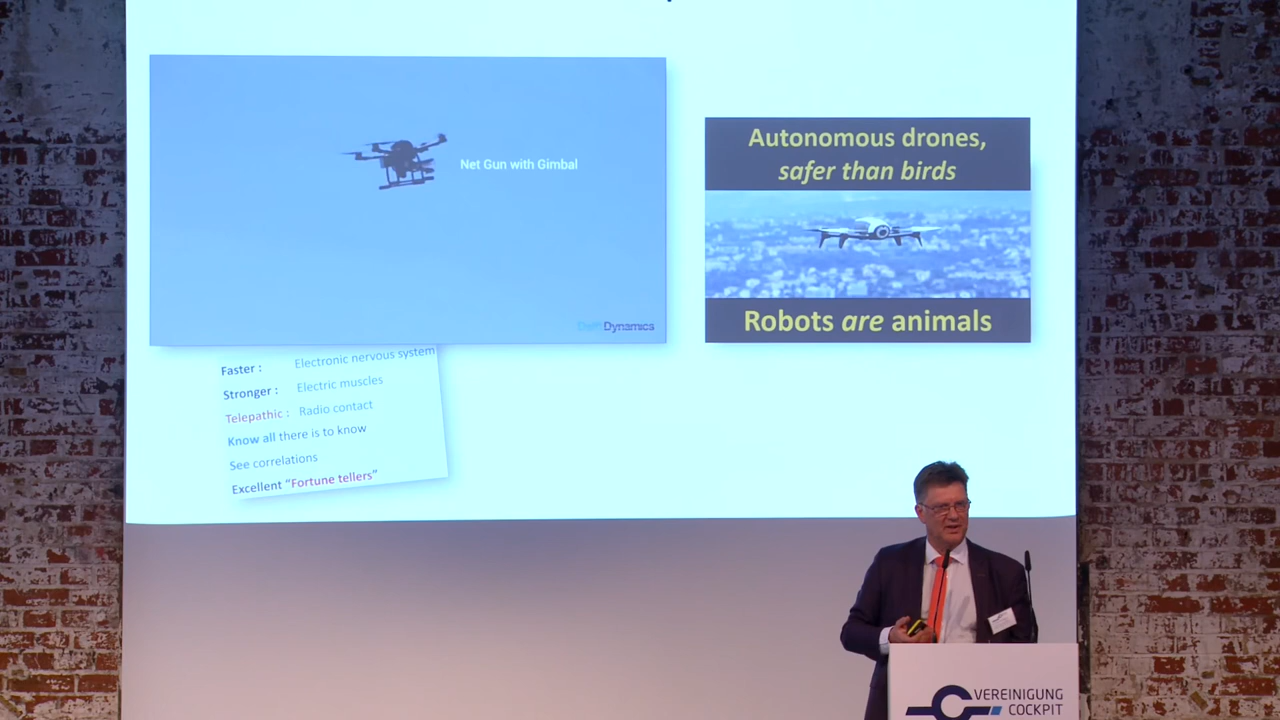 Net Gun with Gimbal
Delft Dynamics
Autonomous drones,
safer than birds
Robots are animals
Faster : Electronic nervous system
Stronger : Electric muscles
Telepathic : Radio contact
Know all there is to know
See correlations
Excellent “Fortune tellers”
VEREINIGUNG
COCKPIT